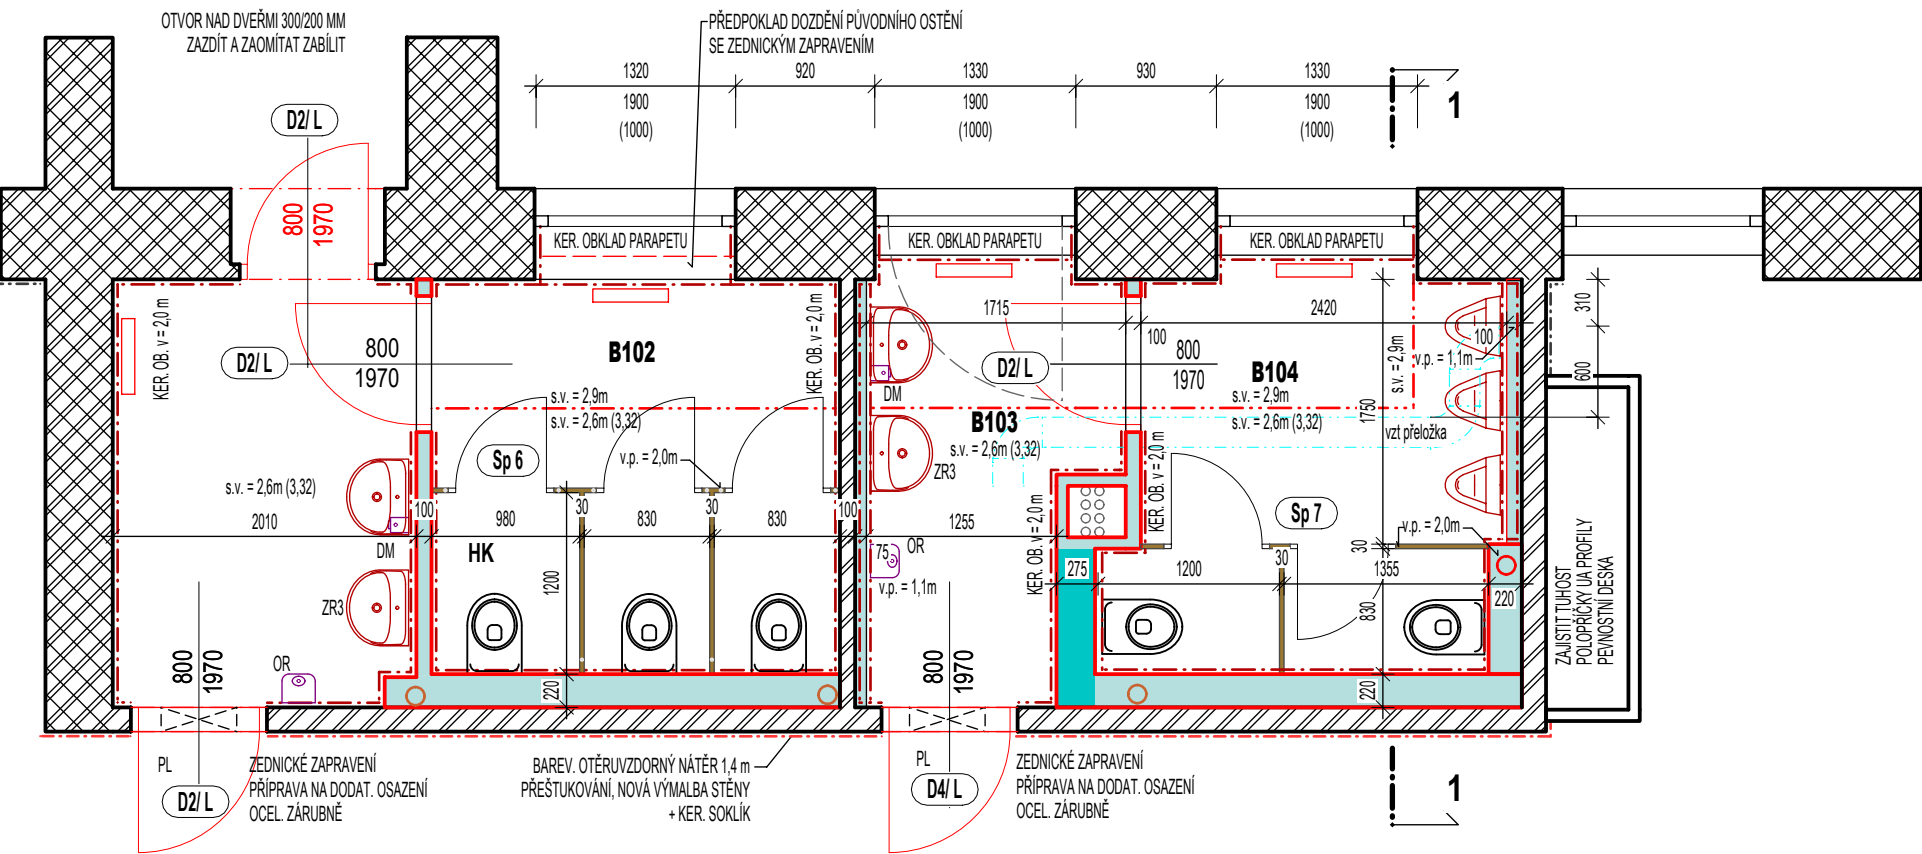 OTVOR NAD DVEŘMI 300/200 MM
ZAZDÍT A ZAOMÍTAT ZABÍLIT
PŘEDPOKLAD DOZDĚNÍ PŮVODNÍHO OSTĚNÍ
SE ZEDNICKÝM ZAPRAVENÍM
1320
920
1330
930
1330
1900
1900
1900
(1000)
(1000)
(1000)
1
D2/ L
800
1970
KER. OBKLAD PARAPETU
KER. OBKLAD PARAPETU
KER. OBKLAD PARAPETU
KER. OB. v = 2,0 m
D2/ L
800
1970
B102
s.v. = 2,9m
s.v. = 2,6m (3,32)
KER. OB. v = 2,0m
1715
2420
100
100
310
600
DM
D2/ L
800
1970
B104
s.v. = 2,9m
s.v. = 2,6m (3,32)
s.v. = 2,9m
v.p. = 1,1m
1750
vzt přeložka
B103
s.v. = 2,6m (3,32)
ZR3
Sp 6
v.p. = 2,0m
s.v. = 2,6m (3,32)
2010
100
980
30
830
30
830
100
1255
DM
HK
1200
ZR3
OR
75
OR
v.p. = 1,1m
KER. OB. v = 2,0 m
KER. OB. v = 2,0 m
Sp 7
v.p. = 2,0m
30
275
1200
30
1355
830
220
ZAJISTIT TUHOST
POLOPŘÍČKY UA PROFILY
PEVNOSTNÍ DESKA
800
1970
220
800
1970
220
PL
D2/ L
ZEDNICKÉ ZAPRAVENÍ
PŘÍPRAVA NA DODAT. OSAZENÍ
OCEL. ZÁRUBNĚ
BAREV. OTĚRUVZDORNÝ NÁTĚR 1,4 m
PŘEŠTUKOVÁNÍ, NOVÁ VÝMALBA STĚNY
+ KER. SOKLÍK
PL
D4/ L
ZEDNICKÉ ZAPRAVENÍ
PŘÍPRAVA NA DODAT. OSAZENÍ
OCEL. ZÁRUBNĚ
1